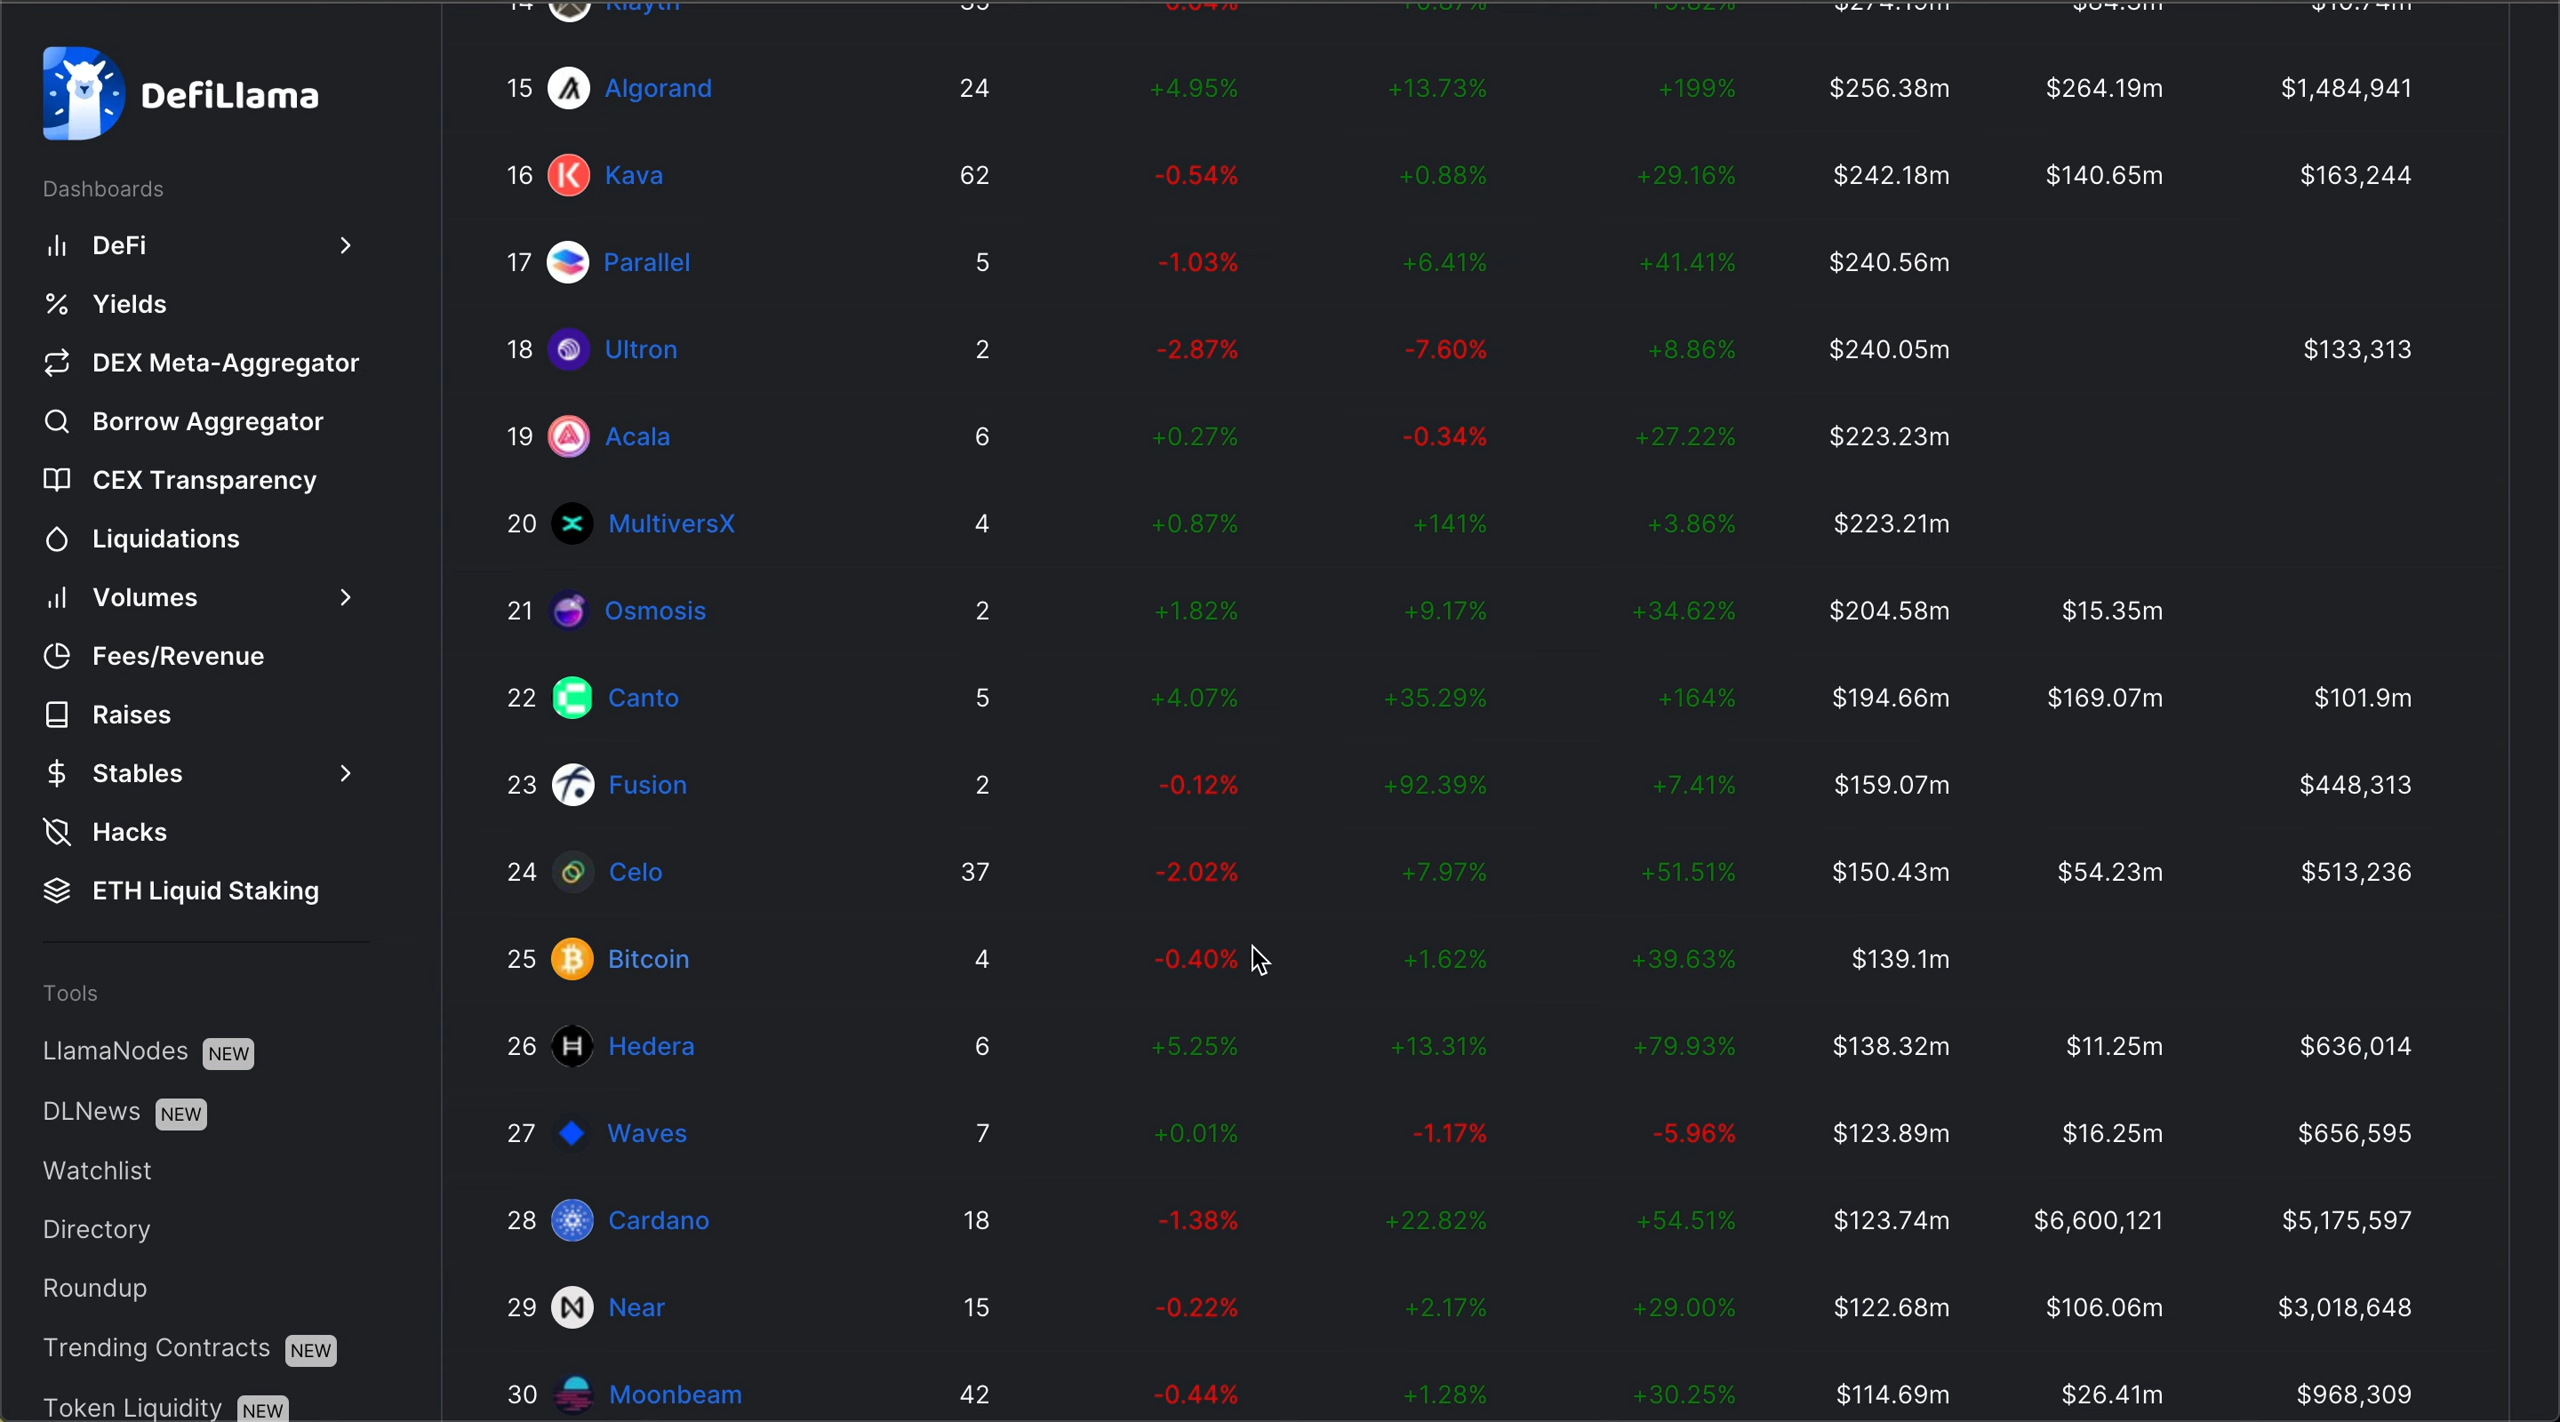 DefiLlama
Dashboards
DeFi
Yields
DEX Meta-Aggregator
Borrow Aggregator
CEX Transparency
Liquidations
Volumes
Fees/Revenue
Raises
Stables
Hacks
ETH Liquid Staking
Tools
LlamaNodes NEW
DLNews NEW
Watchlist
Directory
Roundup
Trending Contracts NEW
Token Liquidity NEW
15 Algorand 24 +4.95% +13.73% +199% $256.38m $264.19m $1,484,941
16 Kava 62 -0.54% +0.88% +29.16% $242.18m $140.65m $163,244
17 Parallel 5 -1.03% +6.41% +41.41% $240.56m
18 Ultron 2 -2.87% -7.60% +8.86% $240.05m $133,313
19 Acala 6 +0.27% -0.34% +27.22% $223.23m
20 MultiversX 4 +0.87% +141% +3.86% $223.21m
21 Osmosis 2 +1.82% +9.17% +34.62% $204.58m $15.35m
22 Canto 5 +4.07% +35.29% +164% $194.66m $169.07m $101.9m
23 Fusion 2 -0.12% +92.39% +7.41% $159.07m $448,313
24 Celo 37 -2.02% +7.97% +51.51% $150.43m $54.23m $513,236
25 Bitcoin 4 -0.40% +1.62% +39.63% $139.1m
26 Hedera 6 +5.25% +13.31% +79.93% $138.32m $11.25m $636,014
27 Waves 7 +0.01% -1.17% -5.96% $123.89m $16.25m $656,595
28 Cardano 18 -1.38% +22.82% +54.51% $123.74m $6,600,121 $5,175,597
29 Near 15 -0.22% +2.17% +29.00% $122.68m $106.06m $3,018,648
30 Moonbeam 42 -0.44% +1.28% +30.25% $114.69m $26.41m $968,309